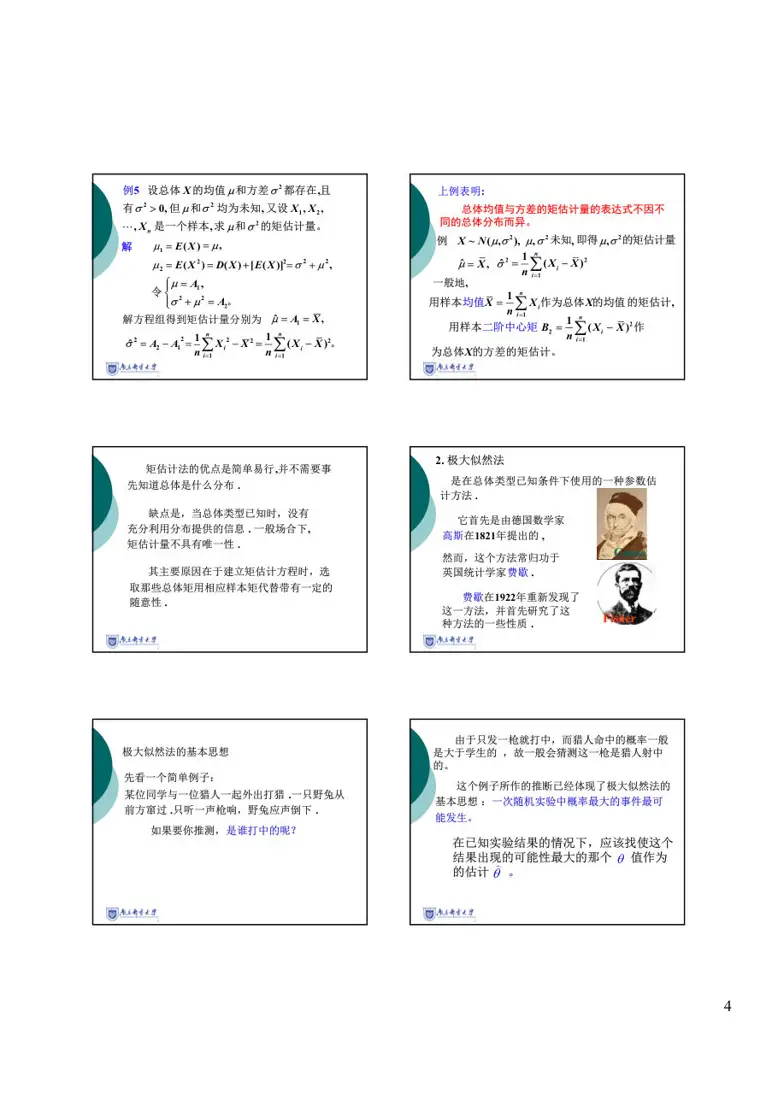 例5 设总体 X 的均值 μ 和方差 σ² 都存在,且
有 σ² > 0, 但 μ 和 σ² 均为未知, 又设 X₁, X₂,
⋯, Xₙ 是一个样本,求 μ 和 σ² 的矩估计量。
解 μ₁ = E(X) = μ,
μ₂ = E(X²) = D(X) + [E(X)]² = σ² + μ²,
令 { μ = A₁,
σ² + μ² = A₂。
解方程组得到矩估计量分别为 μ̂ = A₁ = X̄,
σ̂² = A₂ − A₁² = 1/n ∑ᵢ₌₁ⁿ Xᵢ² − X̄² = 1/n ∑ᵢ₌₁ⁿ (Xᵢ − X̄)²。
上例表明:
总体均值与方差的矩估计量的表达式不因不
同的总体分布而异。
例 X ~ N(μ,σ²), μ,σ² 未知, 即得 μ,σ² 的矩估计量
μ̂ = X̄, σ̂² = 1/n ∑ᵢ₌₁ⁿ (Xᵢ − X̄)²
一般地,
用样本均值X̄ = 1/n ∑ᵢ₌₁ⁿ Xᵢ作为总体X的均值 的矩估计,
用样本二阶中心矩 B₂ = 1/n ∑ᵢ₌₁ⁿ (Xᵢ − X̄)² 作
为总体X的方差的矩估计。
矩估计法的优点是简单易行,并不需要事
先知道总体是什么分布 .
缺点是，当总体类型已知时，没有
充分利用分布提供的信息 . 一般场合下,
矩估计量不具有唯一性 .
其主要原因在于建立矩估计方程时，选
取那些总体矩用相应样本矩代替带有一定的
随意性 .
2. 极大似然法
是在总体类型已知条件下使用的一种参数估
计方法 .
它首先是由德国数学家
高斯在1821年提出的 ,
然而，这个方法常归功于
英国统计学家费歇 .
费歇在1922年重新发现了
这一方法，并首先研究了这
种方法的一些性质 .
Fisher
极大似然法的基本思想
先看一个简单例子：
某位同学与一位猎人一起外出打猎 .一只野兔从
前方窜过 .只听一声枪响，野兔应声倒下 .
如果要你推测，是谁打中的呢？
由于只发一枪就打中，而猎人命中的概率一般
是大于学生的 ，故一般会猜测这一枪是猎人射中
的。
这个例子所作的推断已经体现了极大似然法的
基本思想 ：一次随机实验中概率最大的事件最可
能发生。
在已知实验结果的情况下，应该找使这个
结果出现的可能性最大的那个 θ 值作为
的估计 θ̂ 。
4